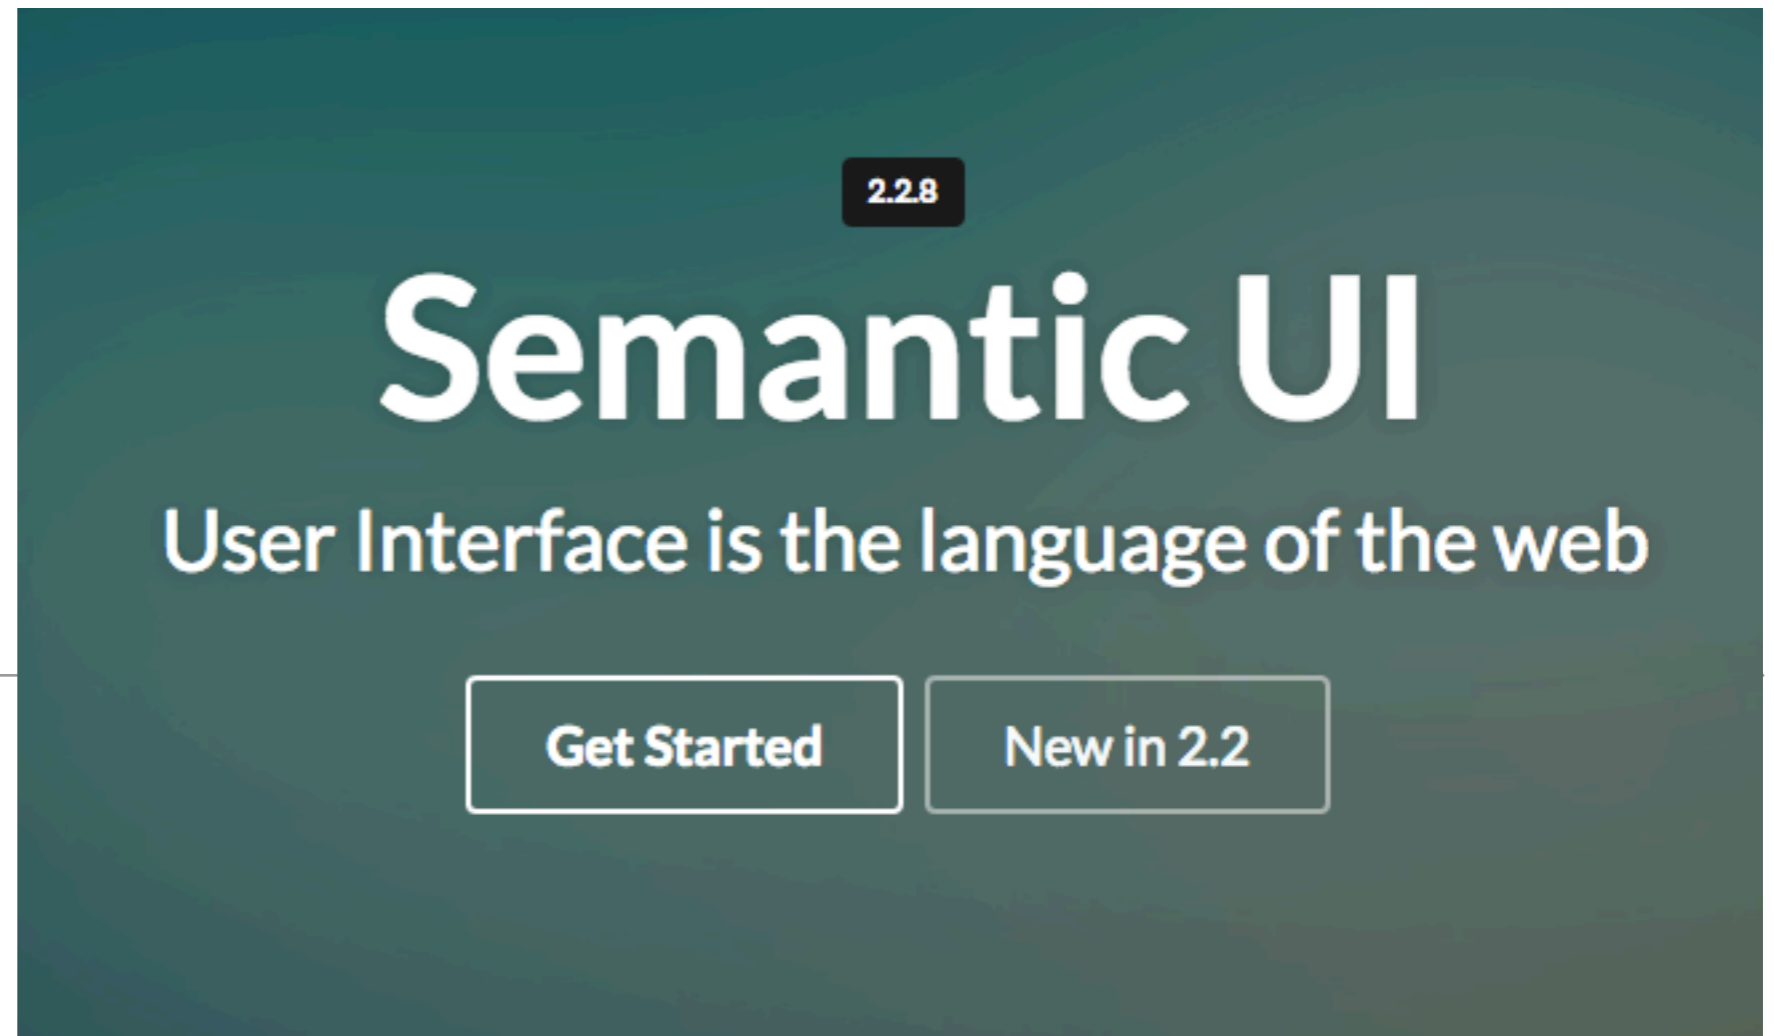 2.2.8
Semantic UI
User Interface is the language of the web
Get Started New in 2.2